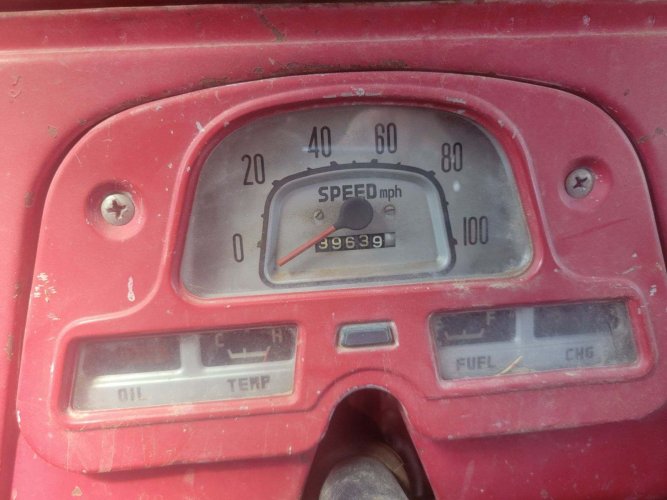 0 20 40 60 80 100
SPEED mph
39639
C H
F
OIL TEMP
FUEL CHG